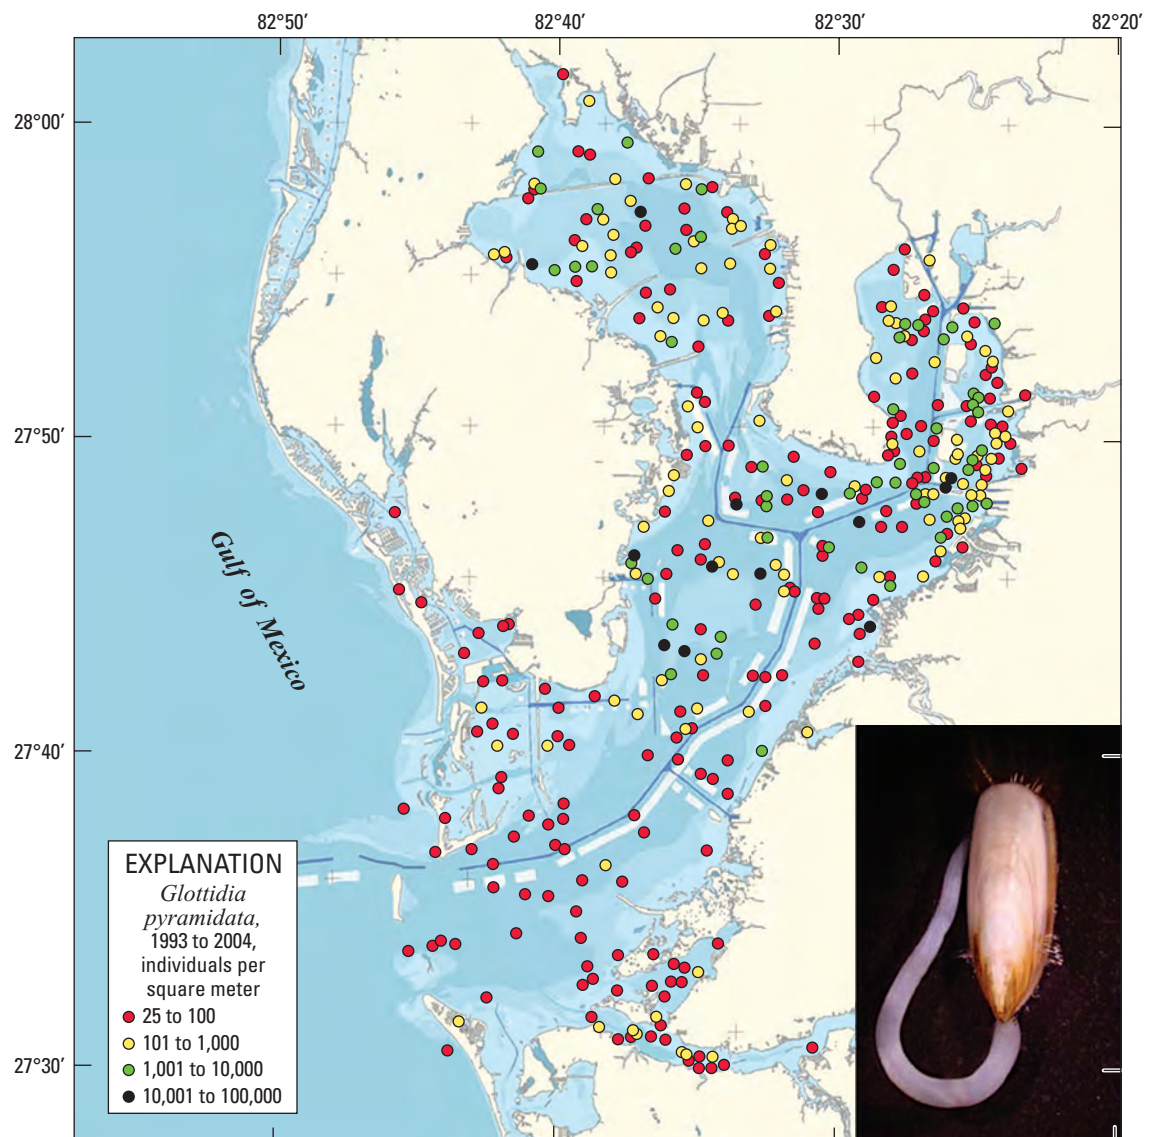 82°50′ 82°40′ 82°30′ 82°20′
28°00′
27°50′
Gulf of Mexico
27°40′
27°30′
EXPLANATION
Glottidia
pyramidata,
1993 to 2004,
individuals per
square meter
25 to 100
101 to 1,000
1,001 to 10,000
10,001 to 100,000